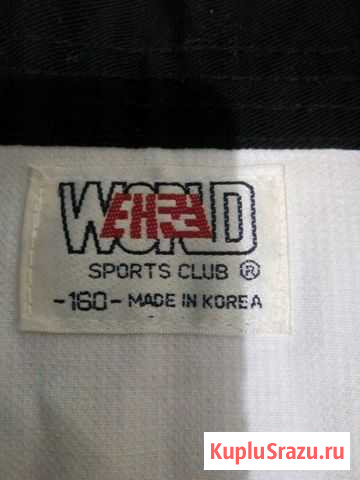 WORLD
SPORTS CLUB ®
-160- MADE IN KOREA
KupluSrazu.ru